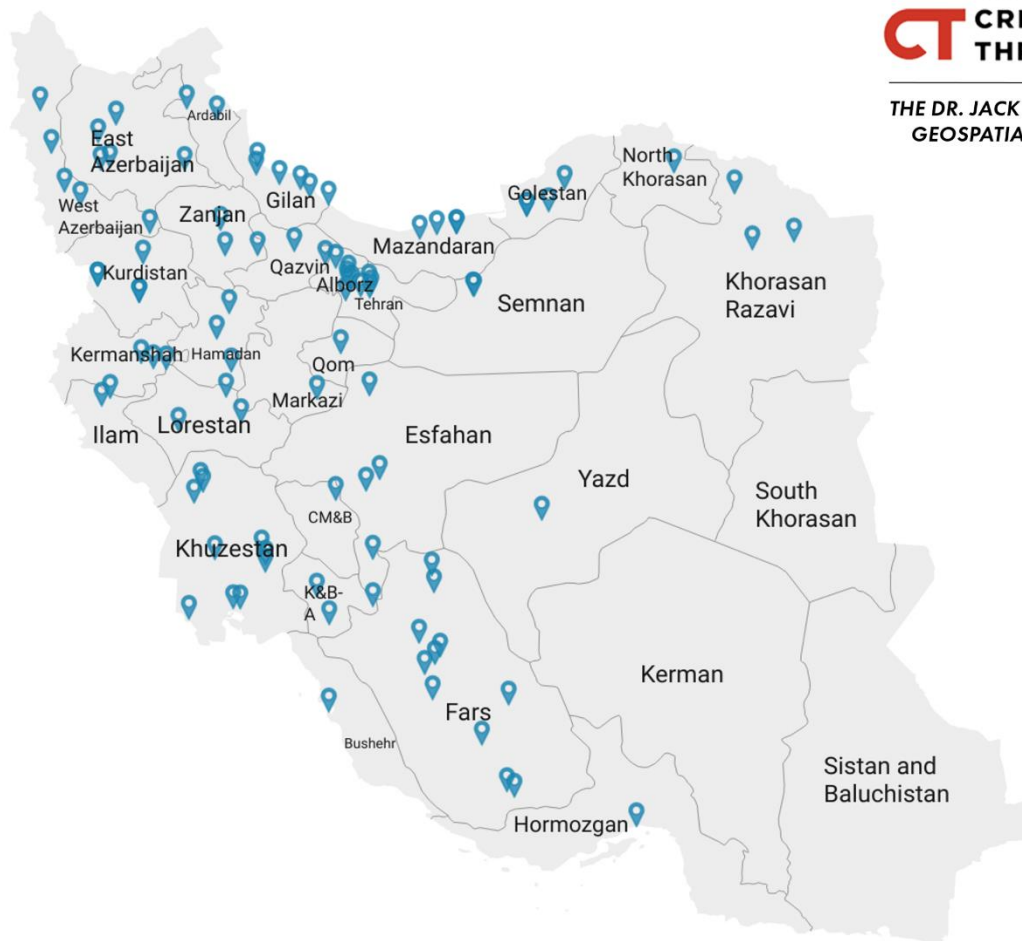 CT
THE DR. JACK
GEOSPATIA
Ardabil
East
Azerbaijan
North
Khorasan
West
Azerbaijan
Zanjan
Gilan
Golestan
Mazandaran
Kurdistan
Qazvin
Alborz
Tehran
Semnan
Khorasan
Razavi
Kermanshah
Hamadan
Qom
Markazi
Ilam
Lorestan
Esfahan
Yazd
South
Khorasan
CM&B
Khuzestan
K&B-
A
Kerman
Fars
Bushehr
Sistan and
Baluchistan
Hormozgan